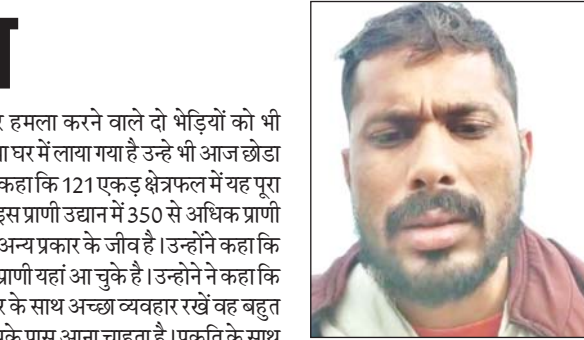 र हमला करने वाले दो भेड़ियों को भी
ा घर में लाया गया है उन्हे भी आज छोडा
कहा कि 121 एकड़ क्षेत्रफल में यह पूरा
इस प्राणी उद्यान में 350 से अधिक प्राणी
अन्य प्रकार के जीव है। उन्होंने कहा कि
प्राणी यहां आ चुके है। उन्होने ने कहा कि
र के साथ अच्छा व्यवहार रखें वह बहुत
के पास आना चाहता है। प्रकृति के साथ